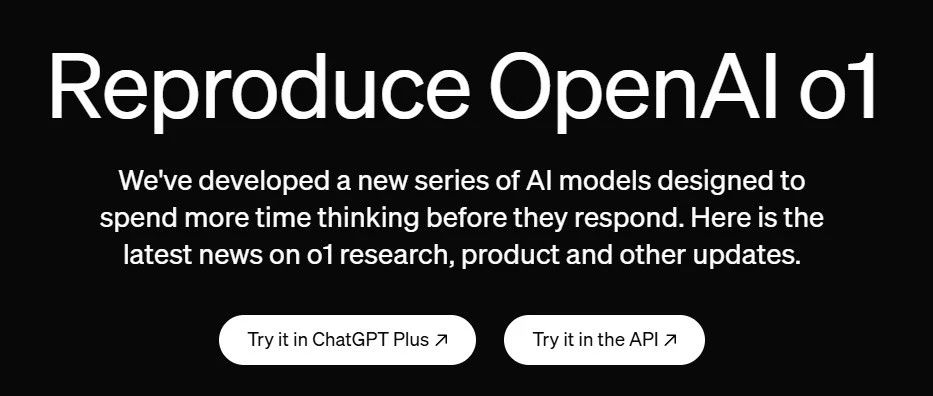 Reproduce OpenAI o1
We've developed a new series of AI models designed to
spend more time thinking before they respond. Here is the
latest news on o1 research, product and other updates.
Try it in ChatGPT Plus ↗ Try it in the API ↗